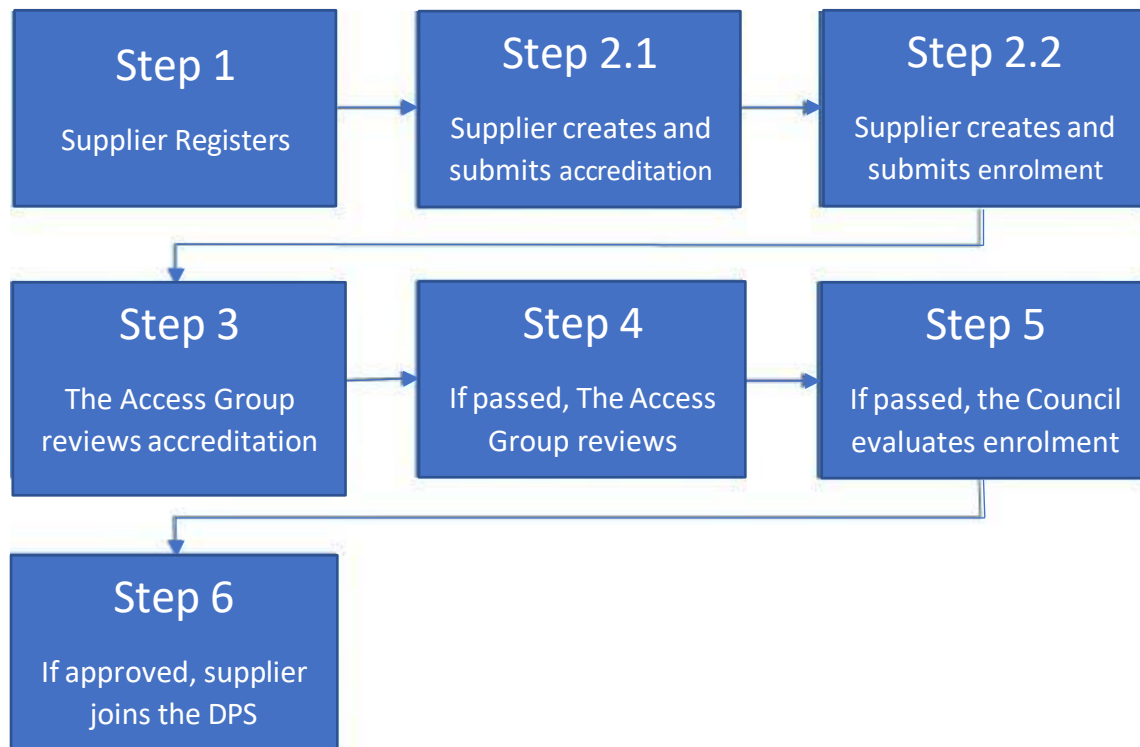 Step 1
Supplier Registers
Step 2.1
Supplier creates and
submits accreditation
Step 2.2
Supplier creates and
submits enrolment
Step 3
The Access Group
reviews accreditation
Step 4
If passed, The Access
Group reviews
Step 5
If passed, the Council
evaluates enrolment
Step 6
If approved, supplier
joins the DPS